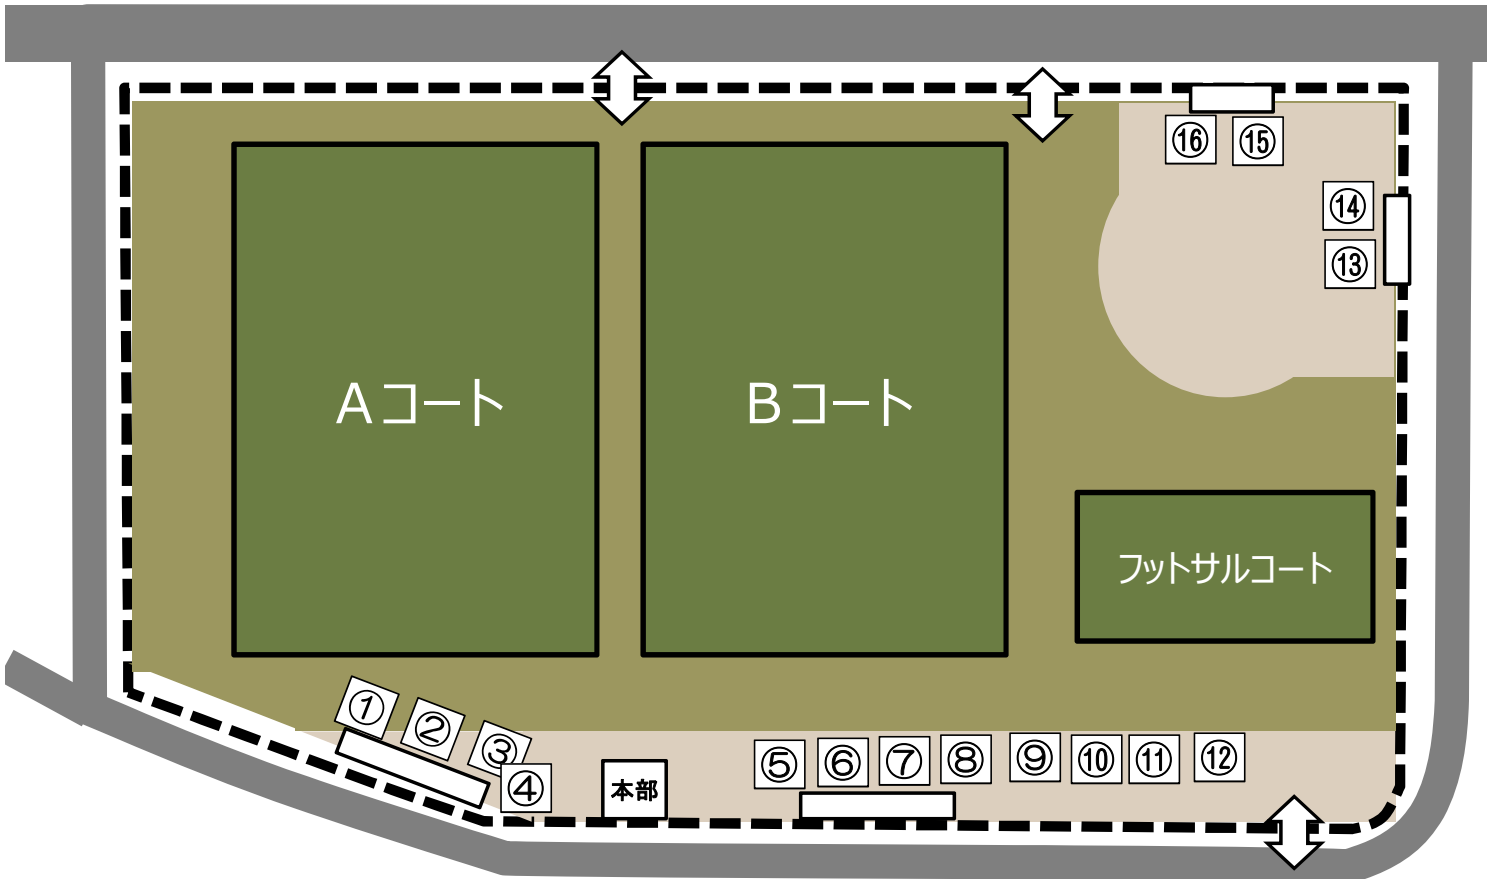 ⑯ ⑮
⑭
⑬
Aコート
Bコート
フットサルコート
①
②
③
④
本部
⑤ ⑥ ⑦ ⑧ ⑨ ⑩ ⑪ ⑫